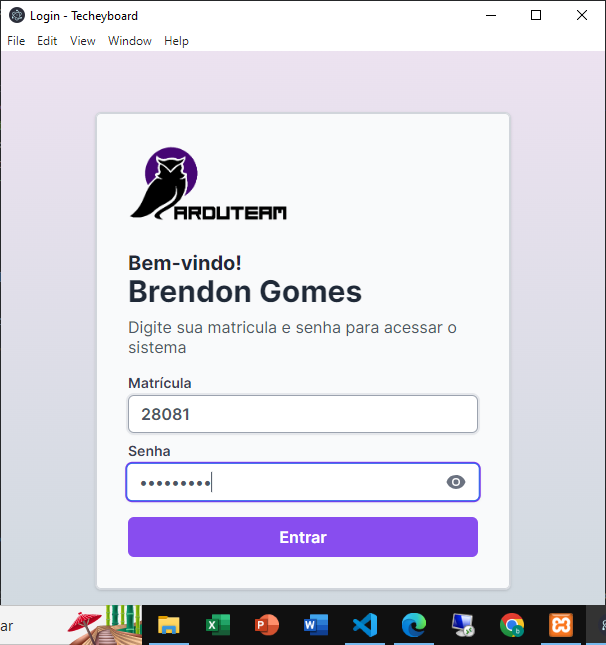 Login - Techeyboard
File Edit View Window Help
ARDUTEAM
Bem-vindo!
Brendon Gomes
Digite sua matricula e senha para acessar o
sistema
Matrícula
28081
Senha
•••••••••
Entrar
ar